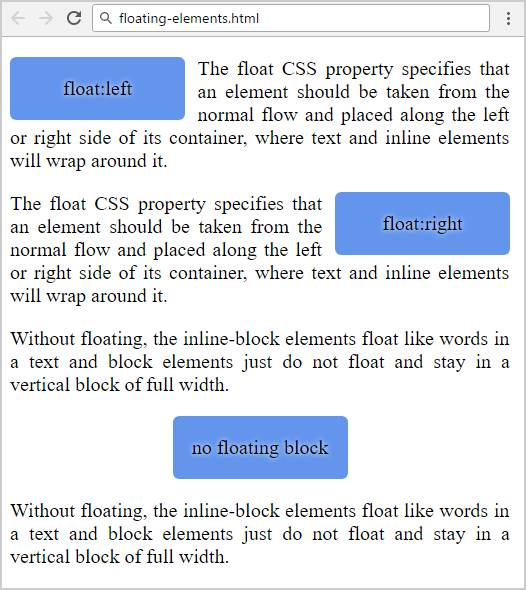 floating-elements.html
float:left
The float CSS property specifies that
an element should be taken from the
normal flow and placed along the left
or right side of its container, where text and inline elements
will wrap around it.
The float CSS property specifies that
an element should be taken from the
normal flow and placed along the left
or right side of its container, where text and inline elements
will wrap around it.
float:right
Without floating, the inline-block elements float like words in
a text and block elements just do not float and stay in a
vertical block of full width.
no floating block
Without floating, the inline-block elements float like words in
a text and block elements just do not float and stay in a
vertical block of full width.